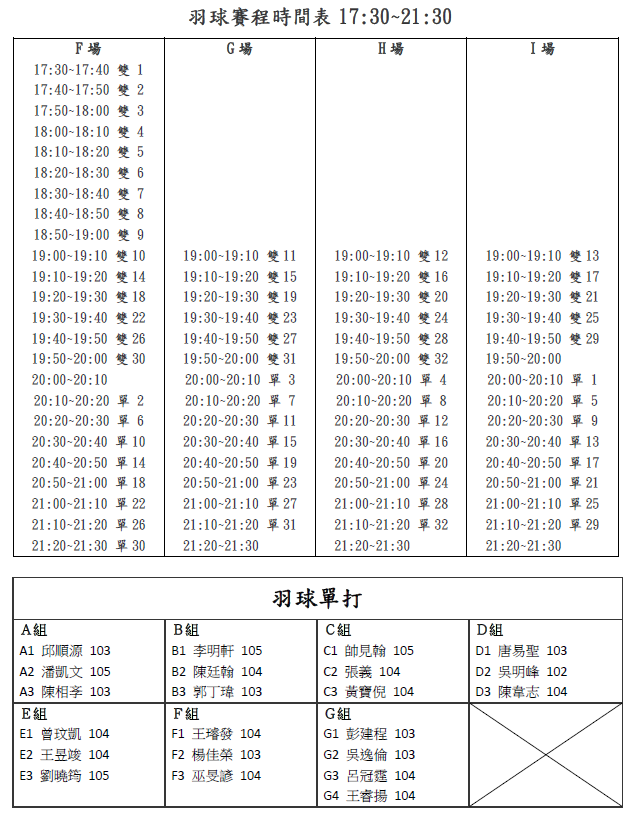 羽球賽程時間表 17:30~21:30
F場 G場 H場 I場
17:30~17:40 雙 1
17:40~17:50 雙 2
17:50~18:00 雙 3
18:00~18:10 雙 4
18:10~18:20 雙 5
18:20~18:30 雙 6
18:30~18:40 雙 7
18:40~18:50 雙 8
18:50~19:00 雙 9
19:00~19:10 雙 10 19:00~19:10 雙 11 19:00~19:10 雙 12 19:00~19:10 雙 13
19:10~19:20 雙 14 19:10~19:20 雙 15 19:10~19:20 雙 16 19:10~19:20 雙 17
19:20~19:30 雙 18 19:20~19:30 雙 19 19:20~19:30 雙 20 19:20~19:30 雙 21
19:30~19:40 雙 22 19:30~19:40 雙 23 19:30~19:40 雙 24 19:30~19:40 雙 25
19:40~19:50 雙 26 19:40~19:50 雙 27 19:40~19:50 雙 28 19:40~19:50 雙 29
19:50~20:00 雙 30 19:50~20:00 雙 31 19:50~20:00 雙 32 19:50~20:00
20:00~20:10 20:00~20:10 單 3 20:00~20:10 單 4 20:00~20:10 單 1
20:10~20:20 單 2 20:10~20:20 單 7 20:10~20:20 單 8 20:10~20:20 單 5
20:20~20:30 單 6 20:20~20:30 單 11 20:20~20:30 單 12 20:20~20:30 單 9
20:30~20:40 單 10 20:30~20:40 單 15 20:30~20:40 單 16 20:30~20:40 單 13
20:40~20:50 單 14 20:40~20:50 單 19 20:40~20:50 單 20 20:40~20:50 單 17
20:50~21:00 單 18 20:50~21:00 單 23 20:50~21:00 單 24 20:50~21:00 單 21
21:00~21:10 單 22 21:00~21:10 單 27 21:00~21:10 單 28 21:00~21:10 單 25
21:10~21:20 單 26 21:10~21:20 單 31 21:10~21:20 單 32 21:10~21:20 單 29
21:20~21:30 單 30 21:20~21:30 21:20~21:30 21:20~21:30
羽球單打
A組 B組 C組 D組
A1 邱順源 103 B1 李明軒 105 C1 帥見翰 105 D1 唐易聖 103
A2 潘凱文 105 B2 陳廷翰 104 C2 張義 104 D2 吳明峰 102
A3 陳相孝 103 B3 郭丁瑋 103 C3 黃寶倪 104 D3 陳韋志 104
E組 F組 G組
E1 曾玟凱 104 F1 王璿發 104 G1 彭建程 103
E2 王昱竣 104 F2 楊佳榮 103 G2 吳逸倫 103
E3 劉曉筠 105 F3 巫旻諺 104 G3 呂冠霆 104
G4 王睿揚 104